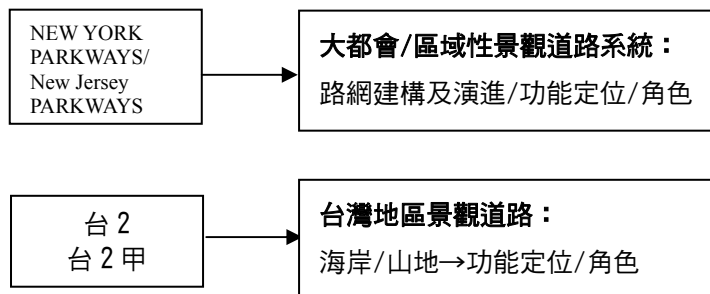 NEW YORK
PARKWAYS/
New Jersey
PARKWAYS
大都會/區域性景觀道路系統：
路網建構及演進/功能定位/角色
台 2
台 2 甲
台灣地區景觀道路：
海岸/山地→功能定位/角色